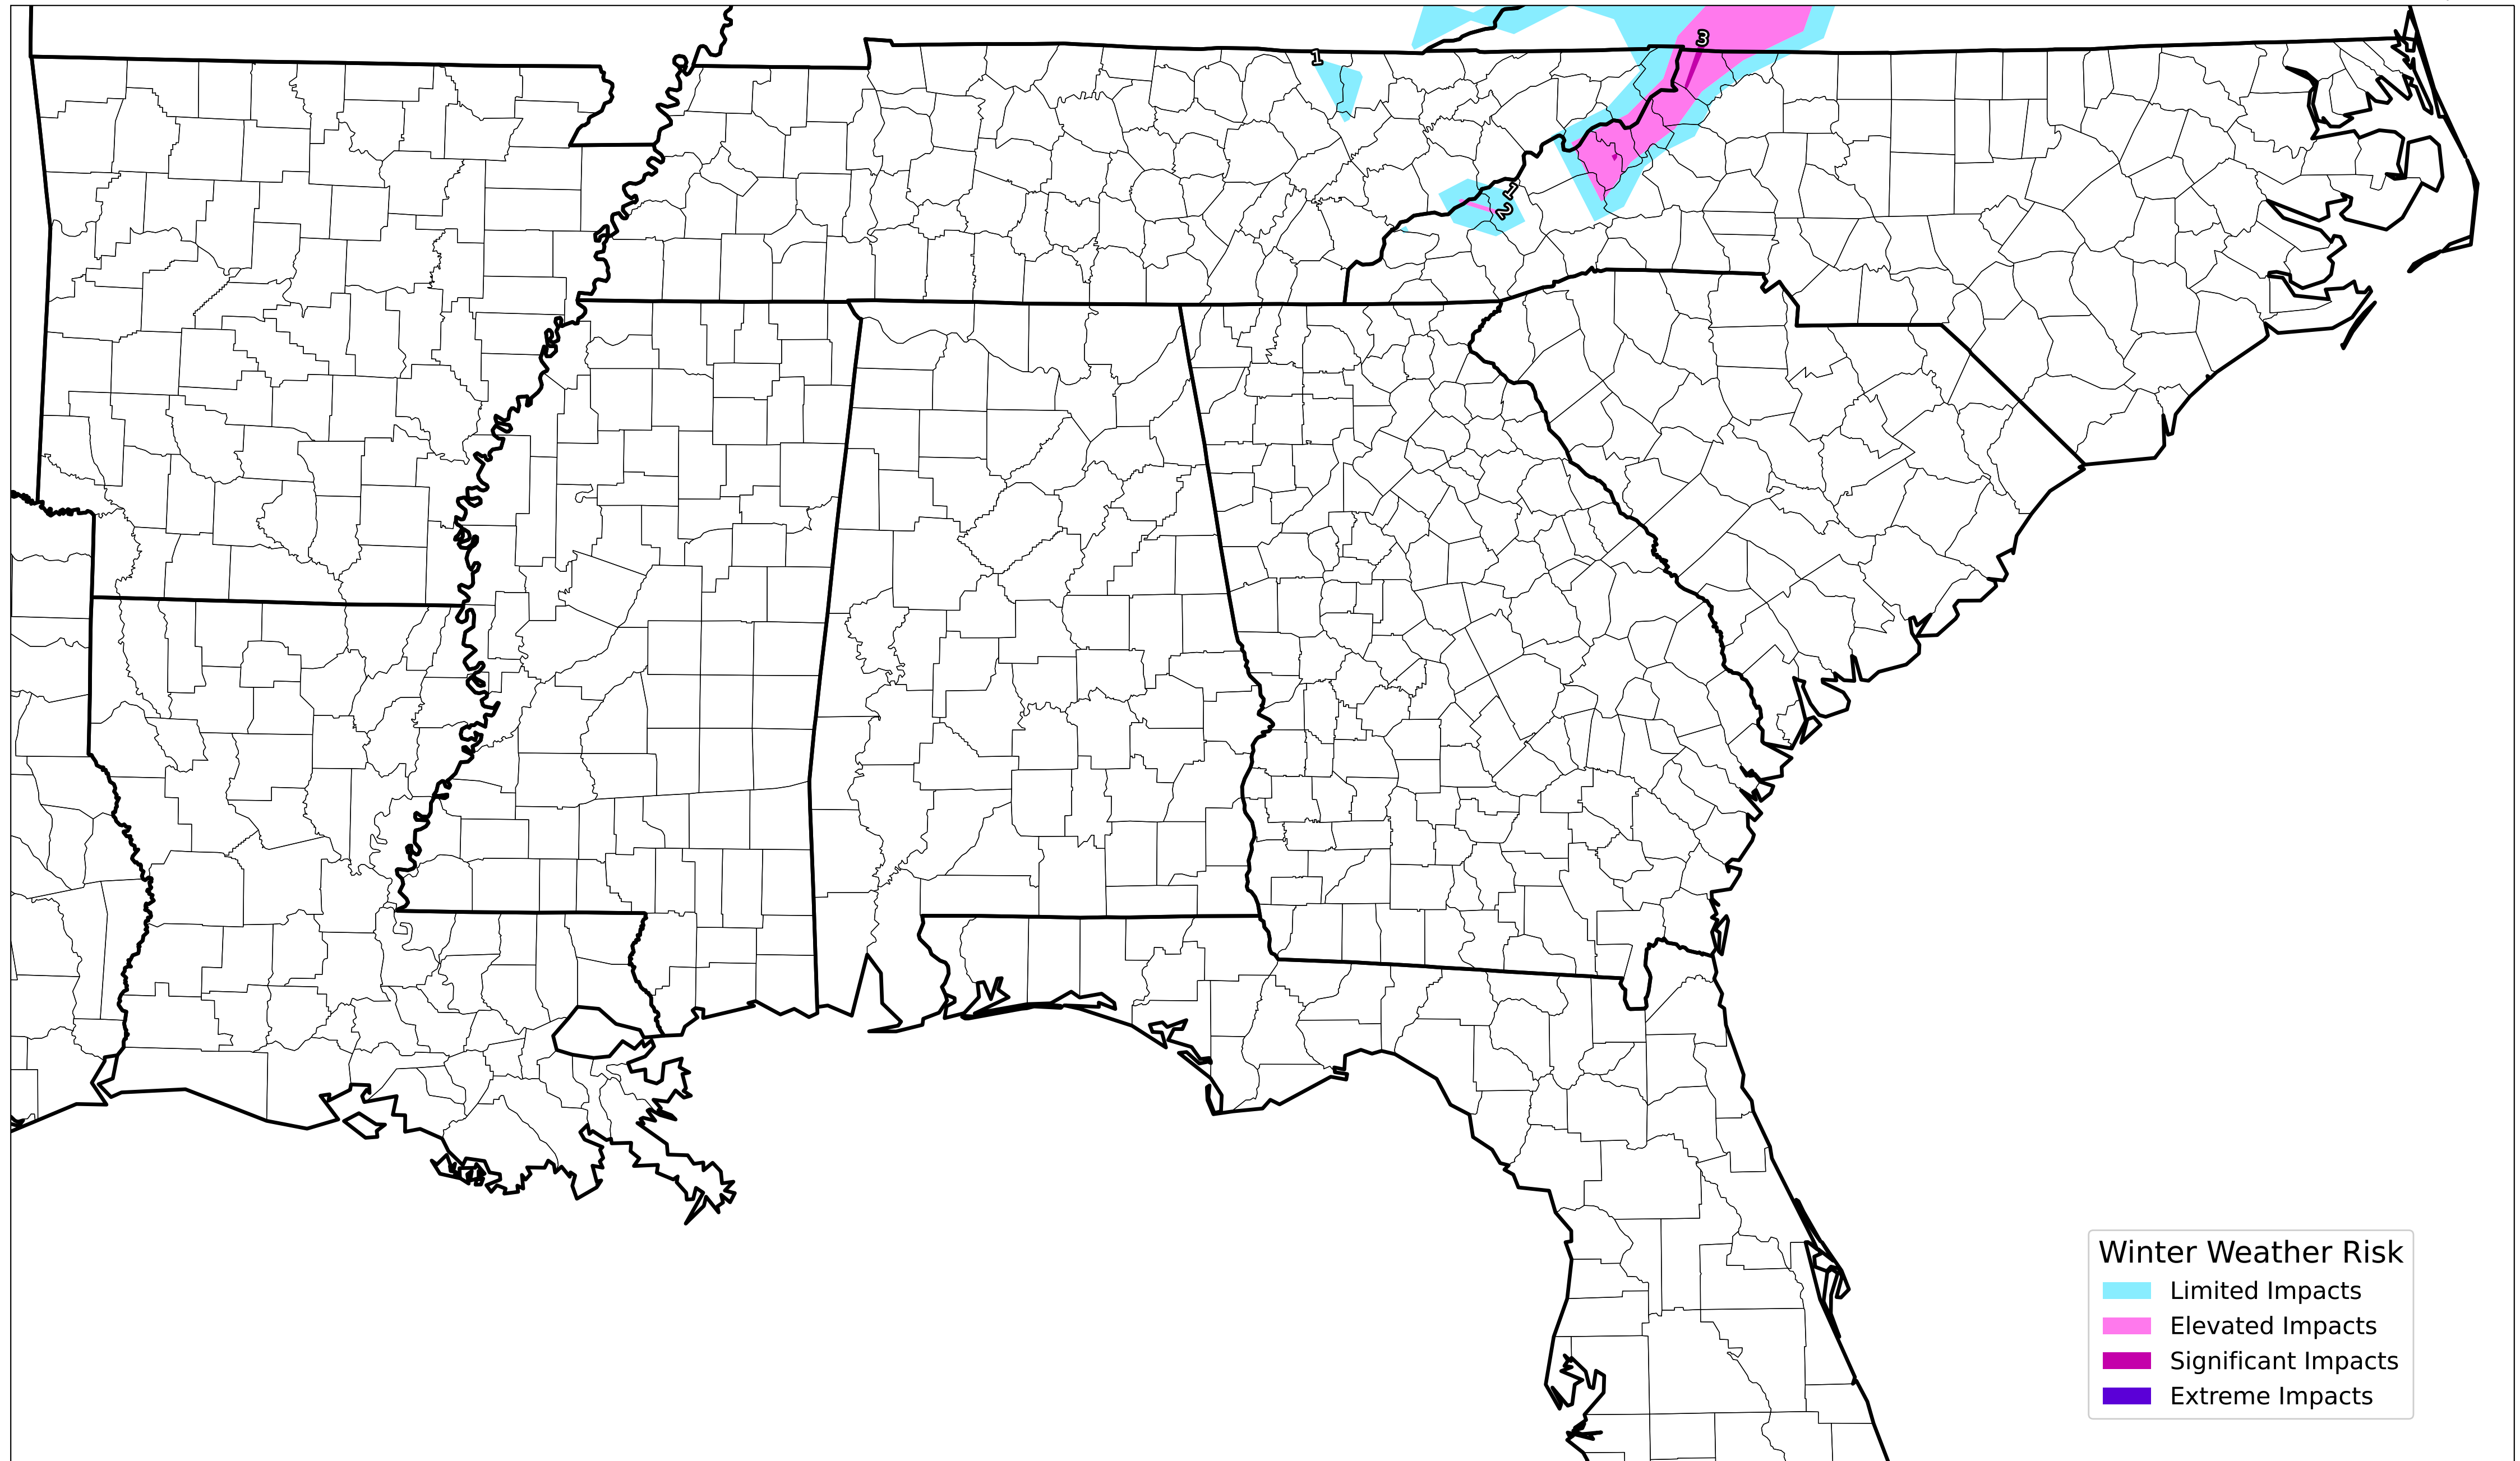 3
1
1
2
Winter Weather Risk
Limited Impacts
Elevated Impacts
Significant Impacts
Extreme Impacts